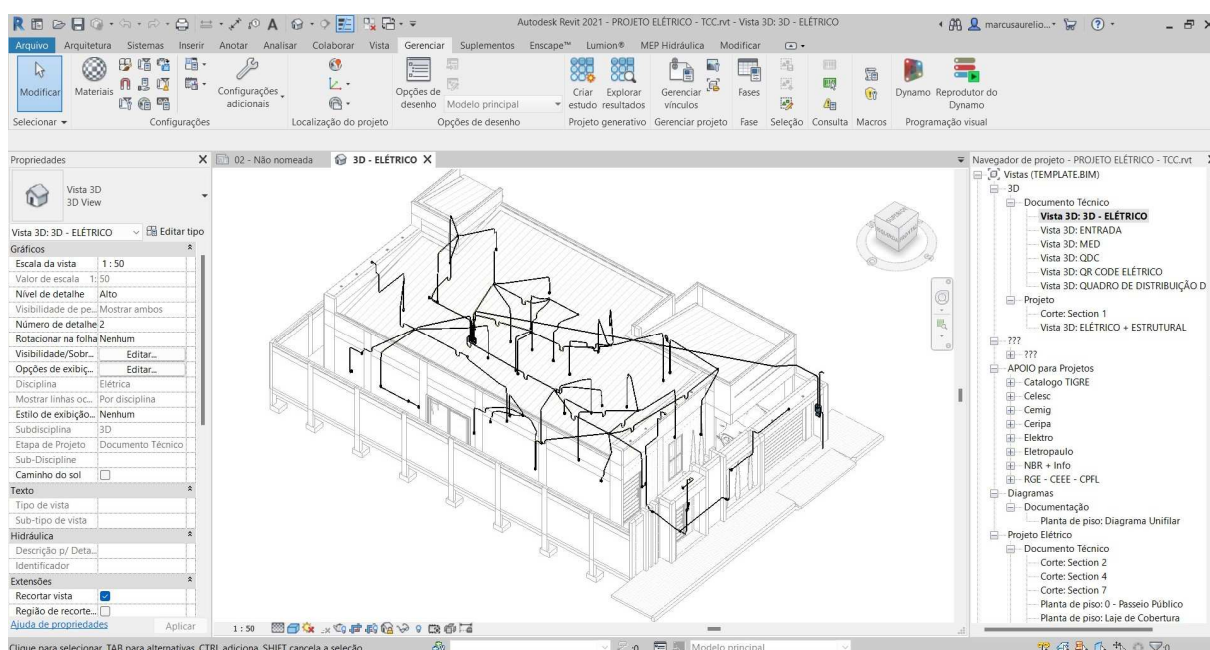 Autodesk Revit 2021 - PROJETO ELÉTRICO - TCC.rvt - Vista 3D: 3D - ELÉTRICO
marcusaurelio...
Arquivo Arquitetura Sistemas Inserir Anotar Analisar Colaborar Vista Gerenciar Suplementos Enscape™ Lumion® MEP Hidráulica Modificar
Modificar Materiais Configurações adicionais Opções de desenho Modelo principal Criar estudo Explorar resultados Gerenciar vínculos Fases Dynamo Reprodutor do Dynamo
Selecionar Configurações Localização do projeto Opções de desenho Projeto generativo Gerenciar projeto Fase Seleção Consulta Macros Programação visual
Propriedades X
02 - Não nomeada
3D - ELÉTRICO X
Vista 3D
3D View
Vista 3D: 3D - ELÉTRICO Editar tipo
Gráficos
Escala da vista 1 : 50
Valor de escala 1: 50
Nível de detalhe Alto
Visibilidade de pe... Mostrar ambos
Número de detalhe 2
Rotacionar na folha Nenhum
Visibilidade/Sobr... Editar...
Opções de exibiç... Editar...
Disciplina Elétrica
Mostrar linhas oc... Por disciplina
Estilo de exibição... Nenhum
Subdisciplina 3D
Etapa de Projeto Documento Técnico
Sub-Discipline
Caminho do sol
Texto
Tipo de vista
Sub-tipo de vista
Hidráulica
Descrição p/ Deta...
Identificador
Extensões
Recortar vista
Região de recorte...
Ajuda de propriedades Aplicar
1 : 50
Navegador de projeto - PROJETO ELÉTRICO - TCC.rvt
Vistas (TEMPLATE.BIM)
3D
Documento Técnico
Vista 3D: 3D - ELÉTRICO
Vista 3D: ENTRADA
Vista 3D: MED
Vista 3D: QDC
Vista 3D: QR CODE ELÉTRICO
Vista 3D: QUADRO DE DISTRIBUIÇÃO D
Projeto
Corte: Section 1
Vista 3D: ELÉTRICO + ESTRUTURAL
???
???
APOIO para Projetos
Catalogo TIGRE
Celesc
Cemig
Ceripa
Elektro
Eletropaulo
NBR + Info
RGE - CEEE - CPFL
Diagramas
Documentação
Planta de piso: Diagrama Unifilar
Projeto Elétrico
Documento Técnico
Corte: Section 2
Corte: Section 4
Corte: Section 7
Planta de piso: 0 - Passeio Público
Planta de piso: Laje de Cobertura
Clique para selecionar, TAB para alternativas, CTRL adiciona, SHIFT cancela a seleção.
:0 Modelo principal :0